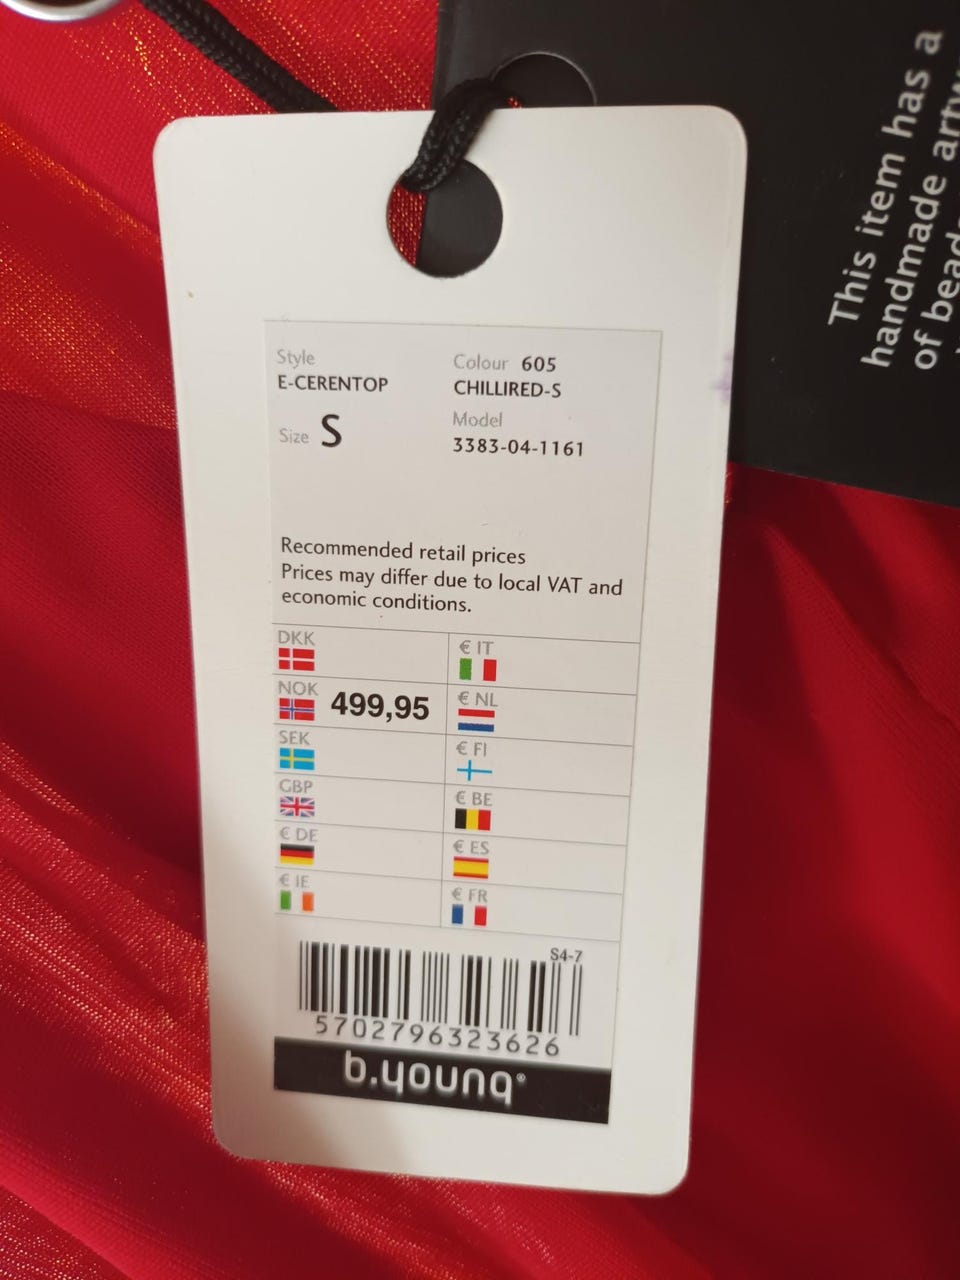 Style
E-CERENTOP
Colour 605
CHILLIRED-S
Size S
Model
3383-04-1161
Recommended retail prices
Prices may differ due to local VAT and
economic conditions.
DKK
€ IT
NOK 499,95
€ NL
SEK
€ FI
GBP
€ BE
€ DE
€ ES
€ IE
€ FR
S4-7
5702796323626
b.young®
This item has a
handmade
of